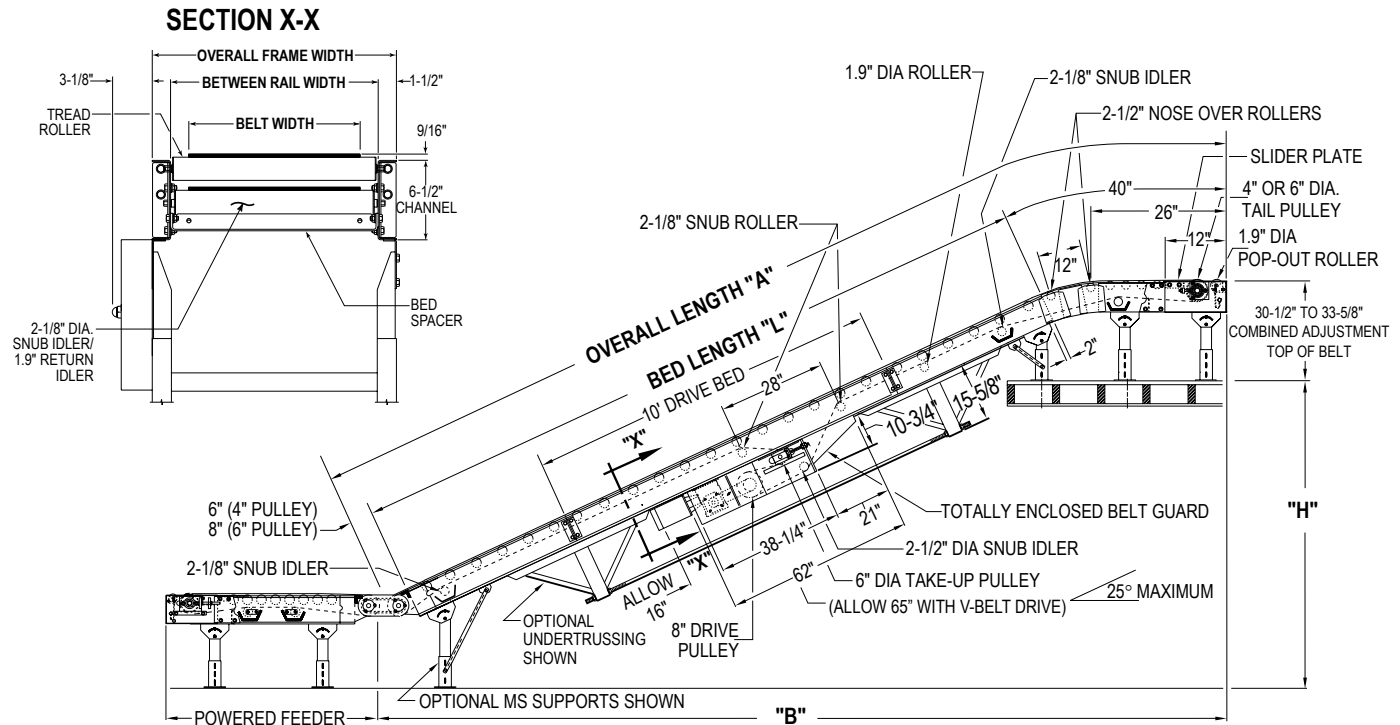 SECTION X-X
OVERALL FRAME WIDTH
3-1/8"
BETWEEN RAIL WIDTH
1-1/2"
TREAD
ROLLER
BELT WIDTH
9/16"
6-1/2"
CHANNEL
BED
SPACER
2-1/8" DIA.
SNUB IDLER/
1.9" RETURN
IDLER
1.9" DIA ROLLER
2-1/8" SNUB IDLER
2-1/2" NOSE OVER ROLLERS
SLIDER PLATE
4" OR 6" DIA.
TAIL PULLEY
1.9" DIA
POP-OUT ROLLER
40"
26"
12"
12"
2"
30-1/2" TO 33-5/8"
COMBINED ADJUSTMENT
TOP OF BELT
2-1/8" SNUB ROLLER
OVERALL LENGTH "A"
BED LENGTH "L"
10' DRIVE BED
28"
"X"
15-5/8"
10-3/4"
6" (4" PULLEY)
8" (6" PULLEY)
2-1/8" SNUB IDLER
"X"
38-1/4"
21"
62"
ALLOW
16"
TOTALLY ENCLOSED BELT GUARD
2-1/2" DIA SNUB IDLER
6" DIA TAKE-UP PULLEY
(ALLOW 65" WITH V-BELT DRIVE)
25° MAXIMUM
"H"
OPTIONAL
UNDERTRUSSING
SHOWN
8" DRIVE
PULLEY
OPTIONAL MS SUPPORTS SHOWN
POWERED FEEDER
"B"